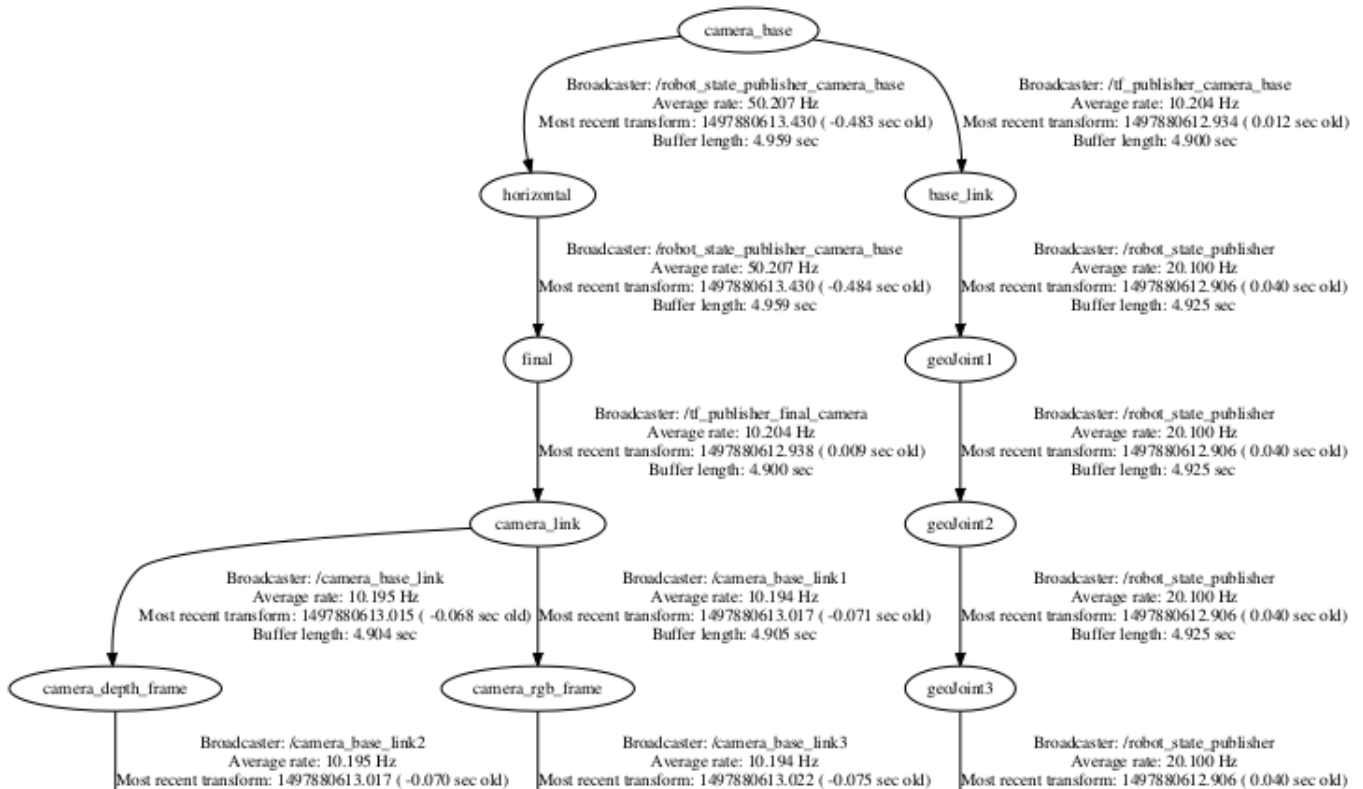 camera_base
Broadcaster: /robot_state_publisher_camera_base
Average rate: 50.207 Hz
Most recent transform: 1497880613.430 ( -0.483 sec old)
Buffer length: 4.959 sec
Broadcaster: /tf_publisher_camera_base
Average rate: 10.204 Hz
Most recent transform: 1497880612.934 ( 0.012 sec old)
Buffer length: 4.900 sec
horizontal
base_link
Broadcaster: /robot_state_publisher_camera_base
Average rate: 50.207 Hz
Most recent transform: 1497880613.430 ( -0.484 sec old)
Buffer length: 4.959 sec
Broadcaster: /robot_state_publisher
Average rate: 20.100 Hz
Most recent transform: 1497880612.906 ( 0.040 sec old)
Buffer length: 4.925 sec
final
geoJoint1
Broadcaster: /tf_publisher_final_camera
Average rate: 10.204 Hz
Most recent transform: 1497880612.938 ( 0.009 sec old)
Buffer length: 4.900 sec
Broadcaster: /robot_state_publisher
Average rate: 20.100 Hz
Most recent transform: 1497880612.906 ( 0.040 sec old)
Buffer length: 4.925 sec
camera_link
geoJoint2
Broadcaster: /camera_base_link
Average rate: 10.195 Hz
Most recent transform: 1497880613.015 ( -0.068 sec old)
Buffer length: 4.904 sec
Broadcaster: /camera_base_link1
Average rate: 10.194 Hz
Most recent transform: 1497880613.017 ( -0.071 sec old)
Buffer length: 4.905 sec
Broadcaster: /robot_state_publisher
Average rate: 20.100 Hz
Most recent transform: 1497880612.906 ( 0.040 sec old)
Buffer length: 4.925 sec
camera_depth_frame
camera_rgb_frame
geoJoint3
Broadcaster: /camera_base_link2
Average rate: 10.195 Hz
Most recent transform: 1497880613.017 ( -0.070 sec old)
Broadcaster: /camera_base_link3
Average rate: 10.194 Hz
Most recent transform: 1497880613.022 ( -0.075 sec old)
Broadcaster: /robot_state_publisher
Average rate: 20.100 Hz
Most recent transform: 1497880612.906 ( 0.040 sec old)